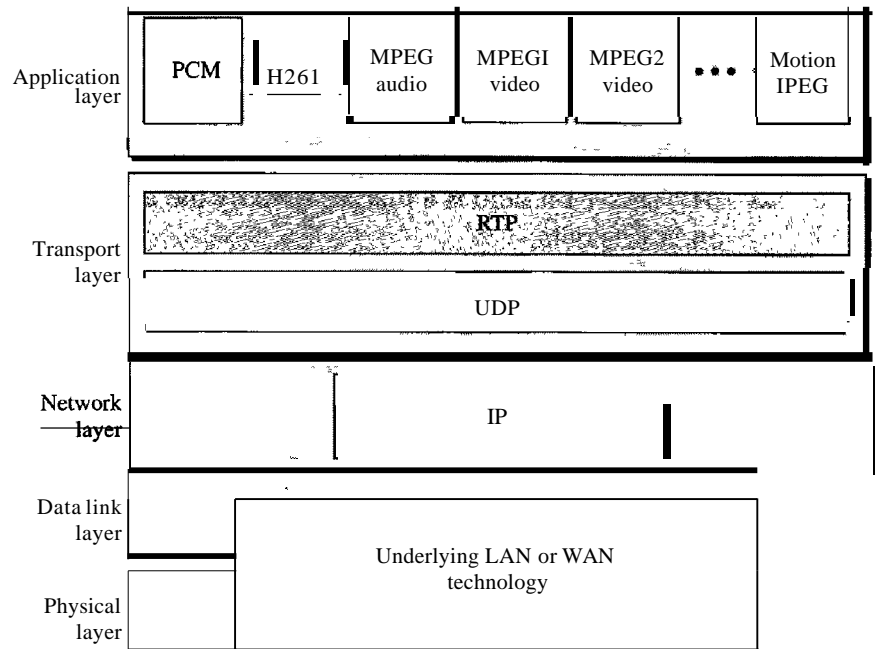 Application
layer
PCM
H261
MPEG
audio
MPEGI
video
MPEG2
video
•••
Motion
IPEG
Transport
layer
RTP
UDP
Network
layer
IP
Data link
layer
Underlying LAN or WAN
technology
Physical
layer